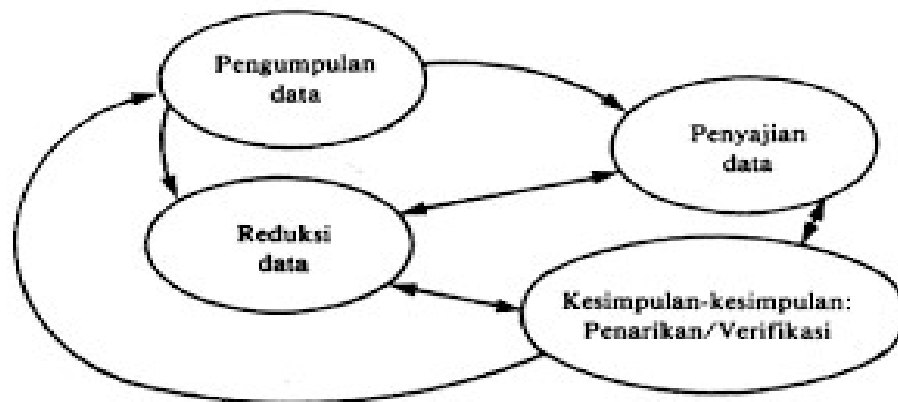 Pengumpulan
data
Penyajian
data
Reduksi
data
Kesimpulan-kesimpulan:
Penarikan/Verifikasi